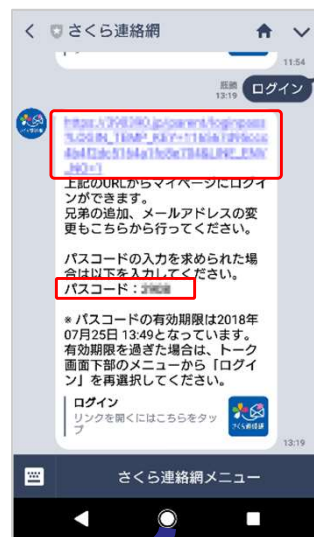 さくら連絡網
11:54
既読
13:19
ログイン
上記のURLからマイページにログイ
ンができます。
兄弟の追加、メールアドレスの変
更もこちらから行ってください。
パスコードの入力を求められた場
合は以下を入力してください。
パスコード：
※ パスコードの有効期限は2018年
07月25日 13:49となっています。
有効期限を過ぎた場合は、トーク
画面下部のメニューから「ログイ
ン」を再選択してください。
ログイン
リンクを開くにはこちらをタッ
プ
さくら連絡網
13:19
さくら連絡網メニュー